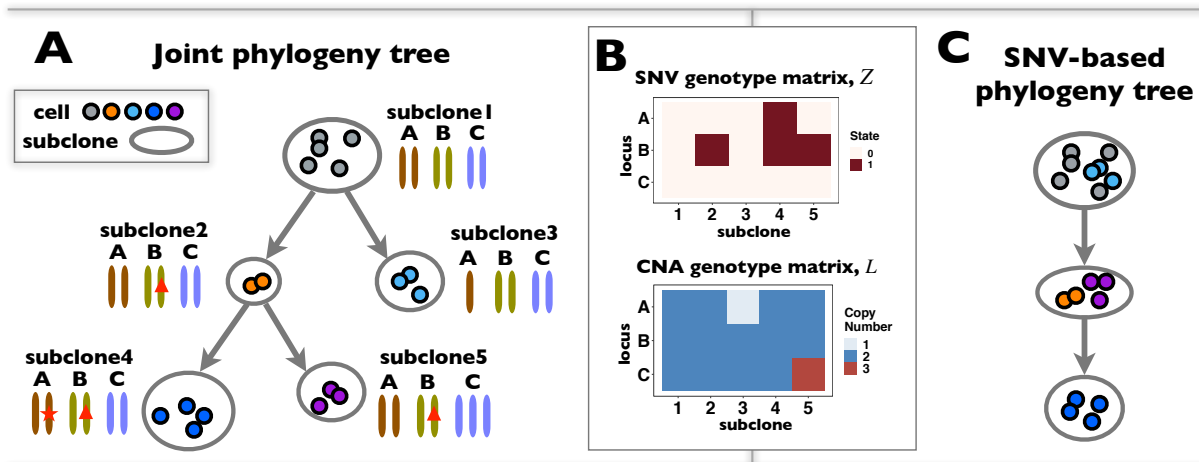 A Joint phylogeny tree
cell
subclone
subclone1
A B C
subclone2
A B C
subclone3
A B C
subclone4
A B C
subclone5
A B C
B
SNV genotype matrix, Z
locus
A
B
C
1 2 3 4 5
subclone
State
0
1
CNA genotype matrix, L
locus
A
B
C
1 2 3 4 5
subclone
Copy
Number
1
2
3
C SNV-based
phylogeny tree